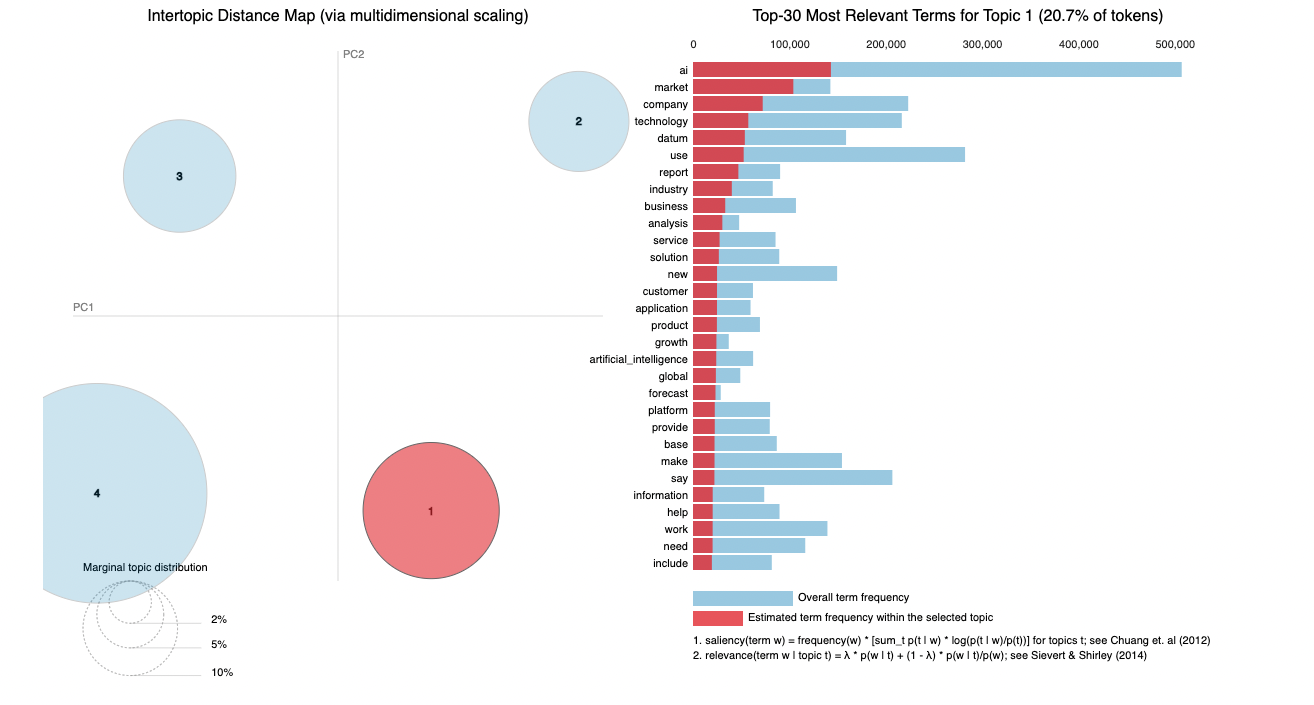 Intertopic Distance Map (via multidimensional scaling)
PC2
PC1
2
3
4
1
Marginal topic distribution
2%
5%
10%
Top-30 Most Relevant Terms for Topic 1 (20.7% of tokens)
0 100,000 200,000 300,000 400,000 500,000
ai
market
company
technology
datum
use
report
industry
business
analysis
service
solution
new
customer
application
product
growth
artificial_intelligence
global
forecast
platform
provide
base
make
say
information
help
work
need
include
Overall term frequency
Estimated term frequency within the selected topic
1. saliency(term w) = frequency(w) * [sum_t p(t | w) * log(p(t | w)/p(t))] for topics t; see Chuang et. al (2012)
2. relevance(term w | topic t) = λ * p(w | t) + (1 - λ) * p(w | t)/p(w); see Sievert & Shirley (2014)